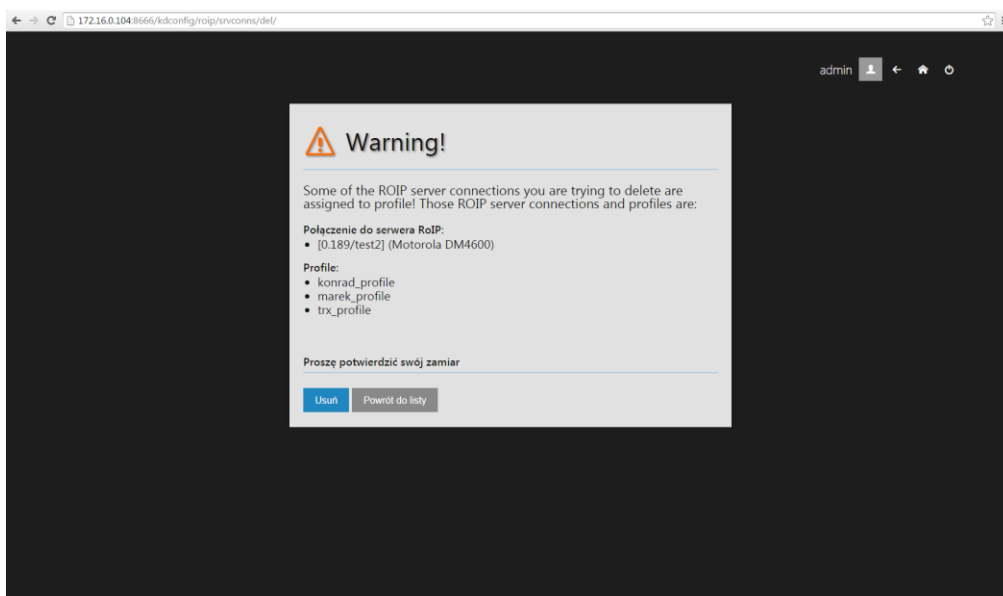 172.16.0.104:8666/kdconfig/roip/srvconns/del/
admin
Warning!
Some of the ROIP server connections you are trying to delete are
assigned to profile! Those ROIP server connections and profiles are:
Połączenie do serwera RoIP:
• [0.189/test2] (Motorola DM4600)
Profile:
• konrad_profile
• marek_profile
• trx_profile
Proszę potwierdzić swój zamiar
Usuń Powrót do listy